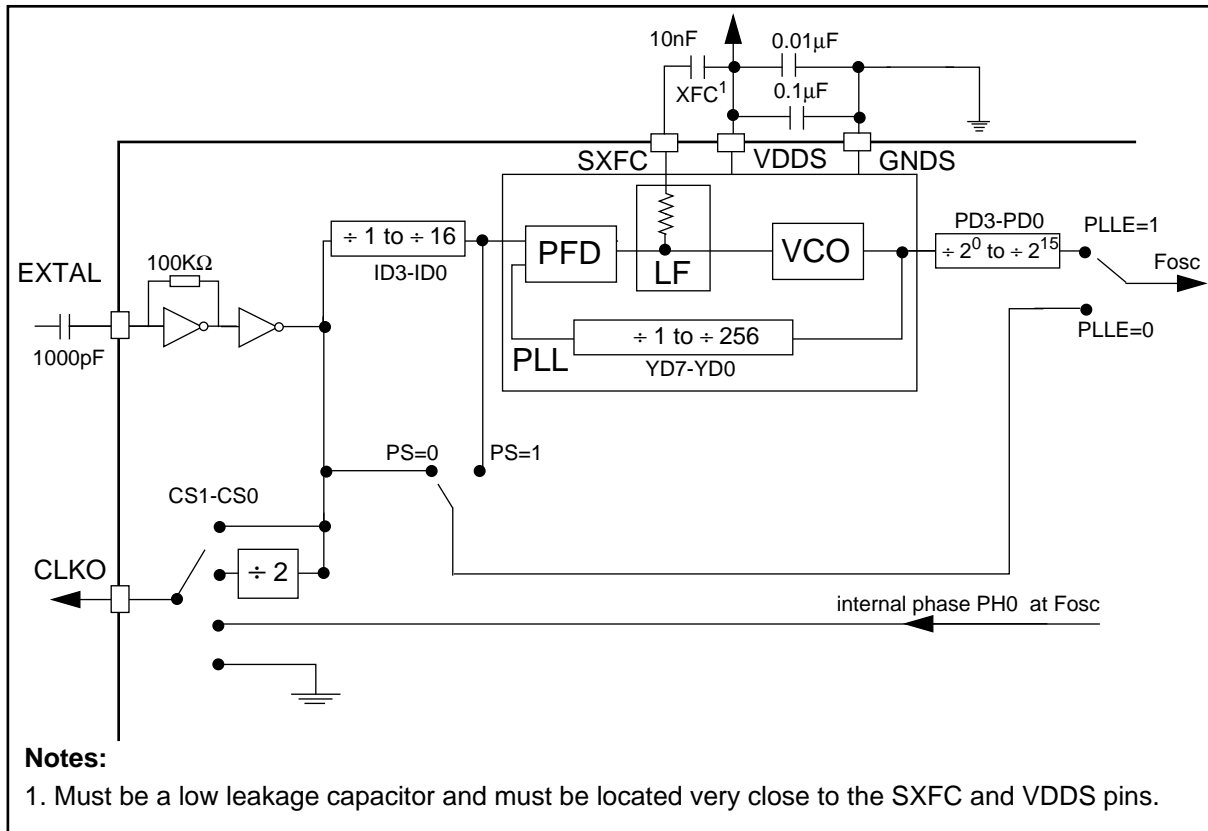 10nF
0.01μF
XFC¹
0.1μF
SXFC
VDDS
GNDS
÷ 1 to ÷ 16
ID3-ID0
PFD
LF
VCO
PD3-PD0
÷ 2⁰ to ÷ 2¹⁵
PLLE=1
Fosc
PLLE=0
EXTAL
100KΩ
1000pF
÷ 1 to ÷ 256
PLL
YD7-YD0
PS=0
PS=1
CS1-CS0
÷ 2
CLKO
internal phase PH0 at Fosc
Notes:
1. Must be a low leakage capacitor and must be located very close to the SXFC and VDDS pins.